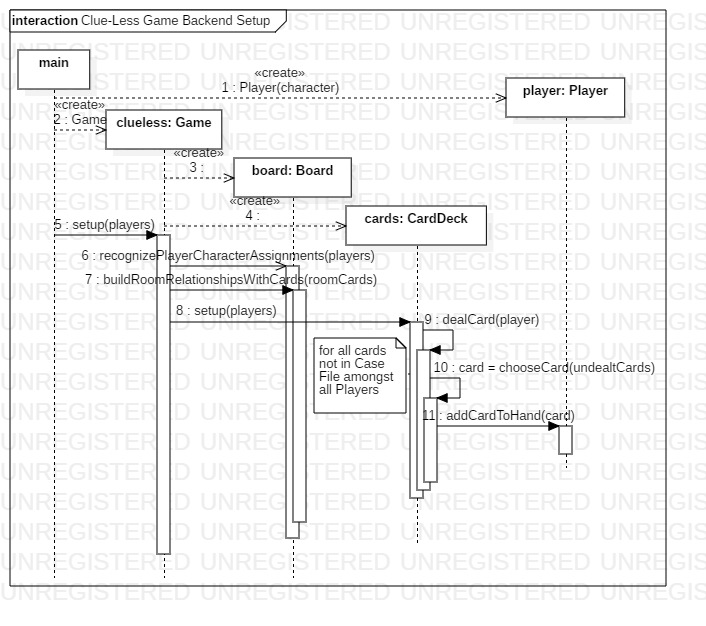 interaction Clue-Less Game Backend Setup
main
«create»
1 : Player(character)
player: Player
«create»
2 : Game
clueless: Game
«create»
3 :
board: Board
«create»
4 :
cards: CardDeck
5 : setup(players)
6 : recognizePlayerCharacterAssignments(players)
7 : buildRoomRelationshipsWithCards(roomCards)
8 : setup(players)
9 : dealCard(player)
for all cards
not in Case
File amongst
all Players
10 : card = chooseCard(undealtCards)
11 : addCardToHand(card)
UNREGISTERED